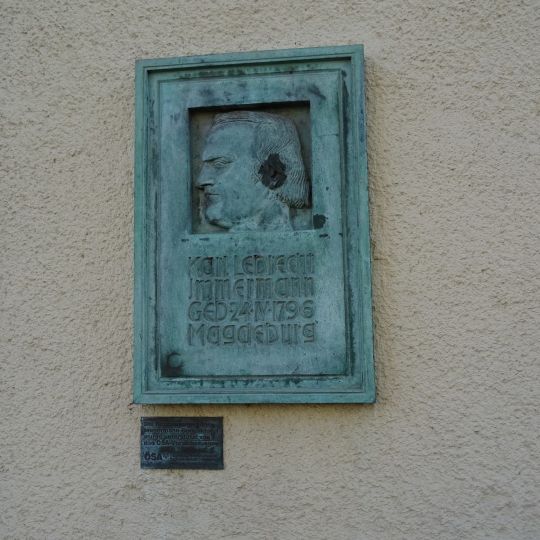 Karl Lebrecht
Immermann
GEB·24·IV·1796
Magdeburg
ÖSA